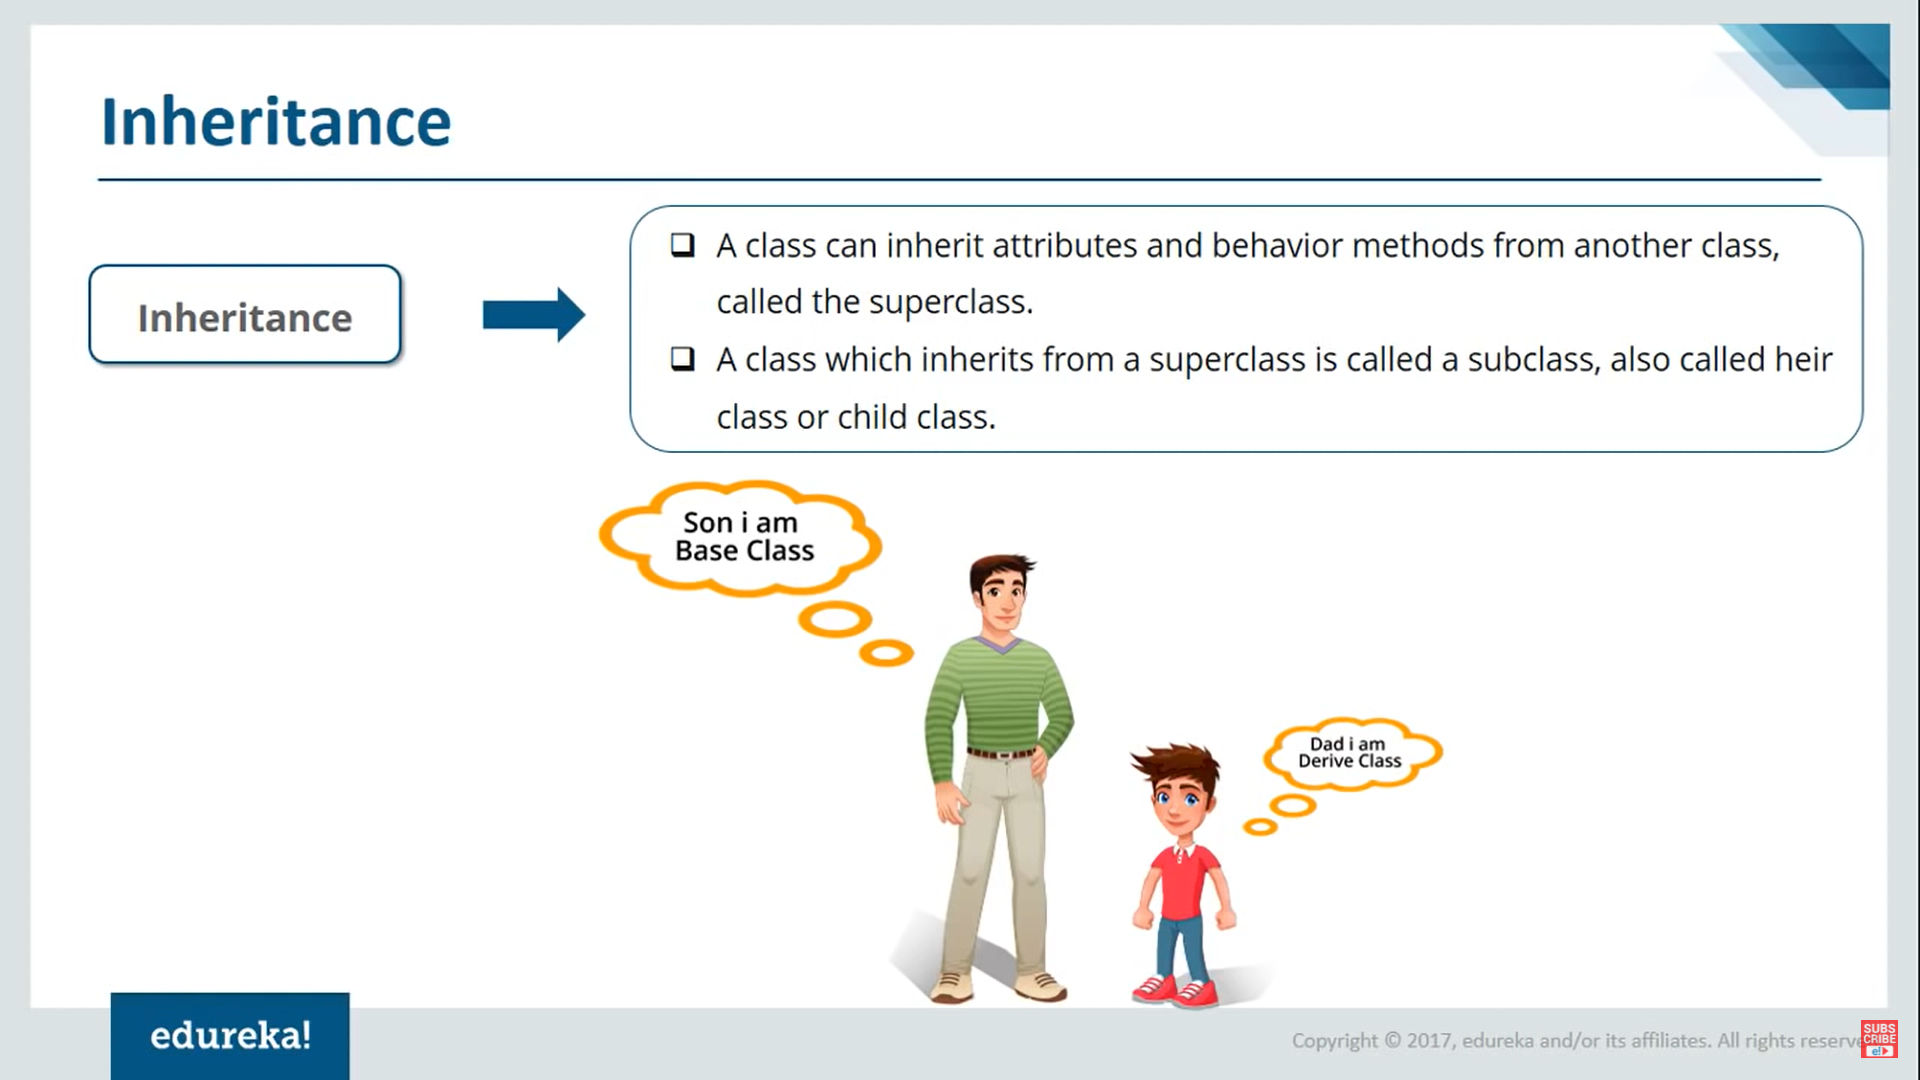 Inheritance
Inheritance
A class can inherit attributes and behavior methods from another class,
called the superclass.
A class which inherits from a superclass is called a subclass, also called heir
class or child class.
Son i am
Base Class
Dad i am
Derive Class
edureka!
Copyright © 2017, edureka and/or its affiliates. All rights reserve
SUBS
CRIBE
e!